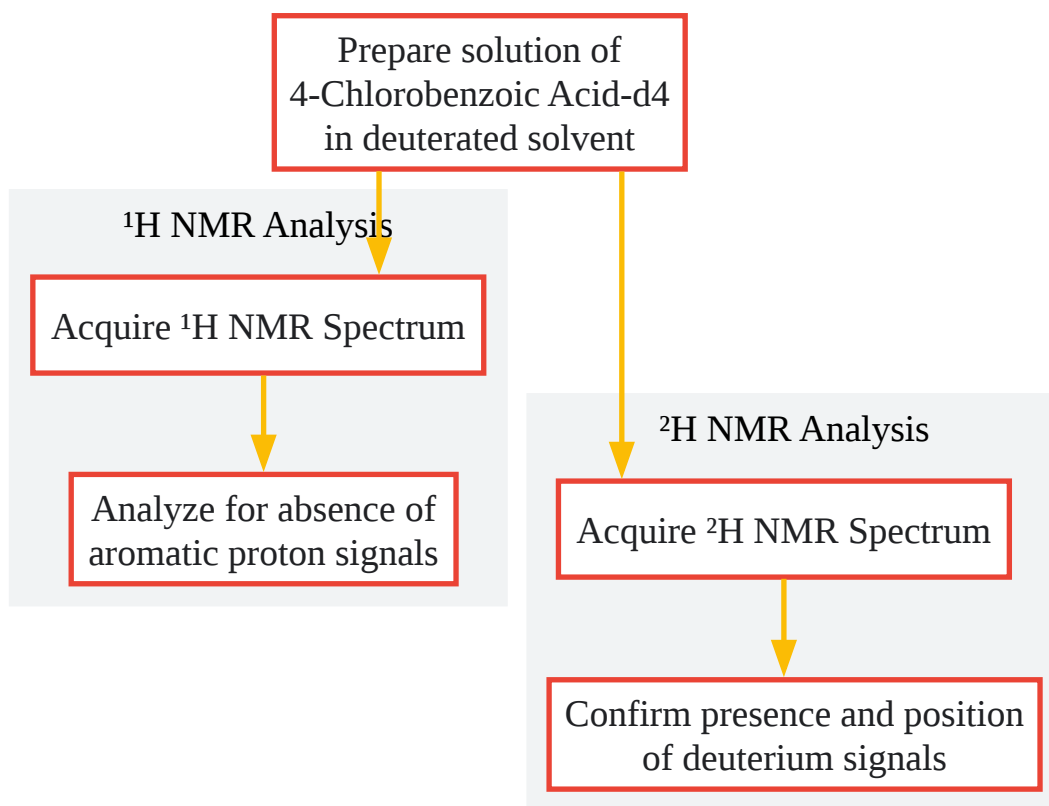 Prepare solution of
4-Chlorobenzoic Acid-d4
in deuterated solvent
¹H NMR Analysis
Acquire ¹H NMR Spectrum
Analyze for absence of
aromatic proton signals
²H NMR Analysis
Acquire ²H NMR Spectrum
Confirm presence and position
of deuterium signals